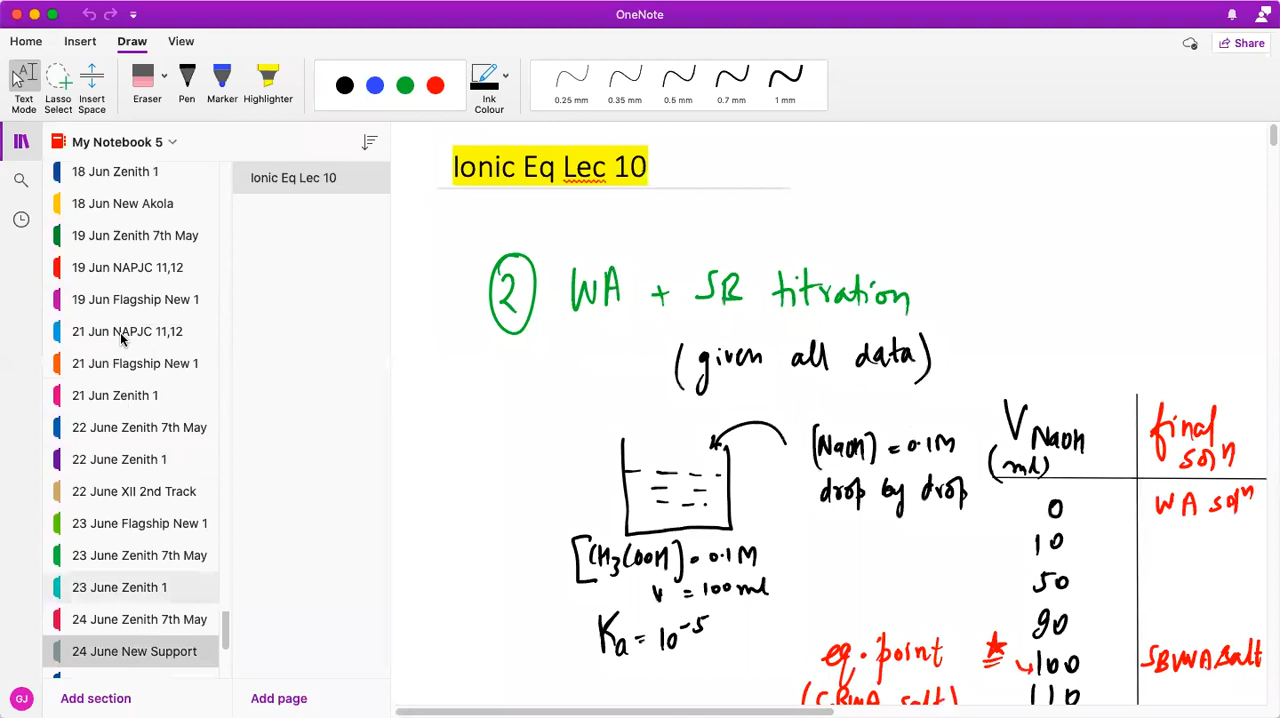 OneNote
Home
Insert
Draw
View
Share
Text Mode
Lasso Select
Insert Space
Eraser
Pen
Marker
Highlighter
Ink Colour
0.25 mm
0.35 mm
0.5 mm
0.7 mm
1 mm
My Notebook 5
18 Jun Zenith 1
18 Jun New Akola
19 Jun Zenith 7th May
19 Jun NAPJC 11,12
19 Jun Flagship New 1
21 Jun NAPJC 11,12
21 Jun Flagship New 1
21 Jun Zenith 1
22 June Zenith 7th May
22 June Zenith 1
22 June XII 2nd Track
23 June Flagship New 1
23 June Zenith 7th May
23 June Zenith 1
24 June Zenith 7th May
24 June New Support
GJ
Add section
Ionic Eq Lec 10
Add page
Ionic Eq Lec 10
2 WA + SB titration
(given all data)
[NaOH] = 0.1M
drop by drop
[CH3COOH] = 0.1M
V = 100ml
Ka = 10-5
VNaOH
(ml)
final
soln
0 WA soln
10
50
90
eq. point 100 SBWA salt
(SBWA salt) 110